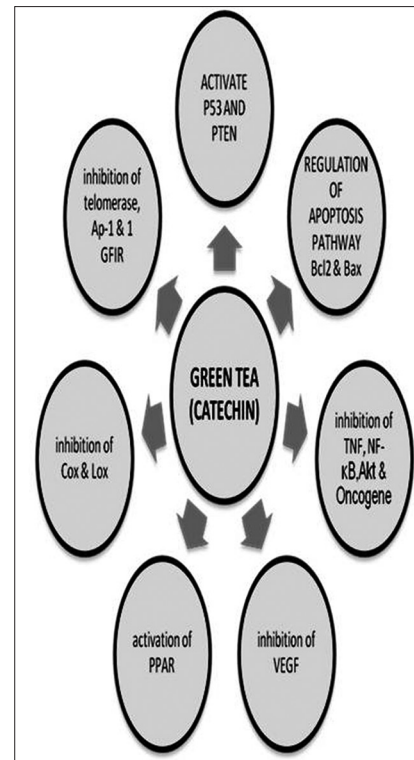 ACTIVATE
P53 AND
PTEN
REGULATION
OF
APOPTOSIS
PATHWAY
Bcl2 & Bax
inhibition of
TNF, NF-
κB,Akt &
Oncogene
inhibition of
VEGF
activation of
PPAR
inhibition of
Cox & Lox
inhibition of
telomerase,
Ap-1 & 1
GFIR
GREEN TEA
(CATECHIN)